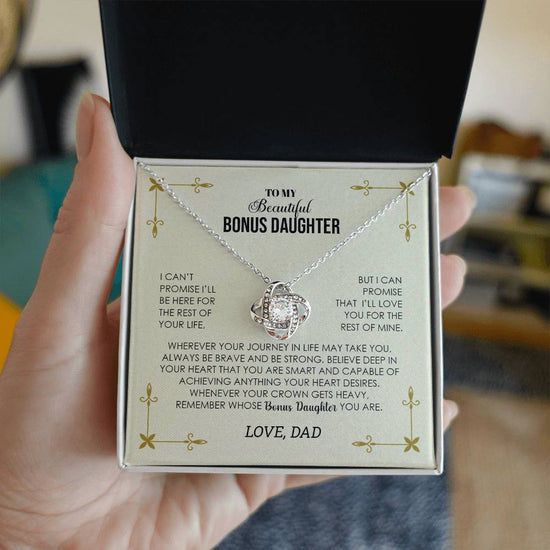 TO MY
Beautiful
BONUS DAUGHTER
I CAN'T
PROMISE I'LL
BE HERE FOR
THE REST OF
YOUR LIFE.
BUT I CAN
PROMISE
THAT I'LL LOVE
YOU FOR THE
REST OF MINE.
WHEREVER YOUR JOURNEY IN LIFE MAY TAKE YOU,
ALWAYS BE BRAVE AND BE STRONG. BELIEVE DEEP IN
YOUR HEART THAT YOU ARE SMART AND CAPABLE OF
ACHIEVING ANYTHING YOUR HEART DESIRES.
WHENEVER YOUR CROWN GETS HEAVY,
REMEMBER WHOSE Bonus Daughter YOU ARE.
LOVE, DAD